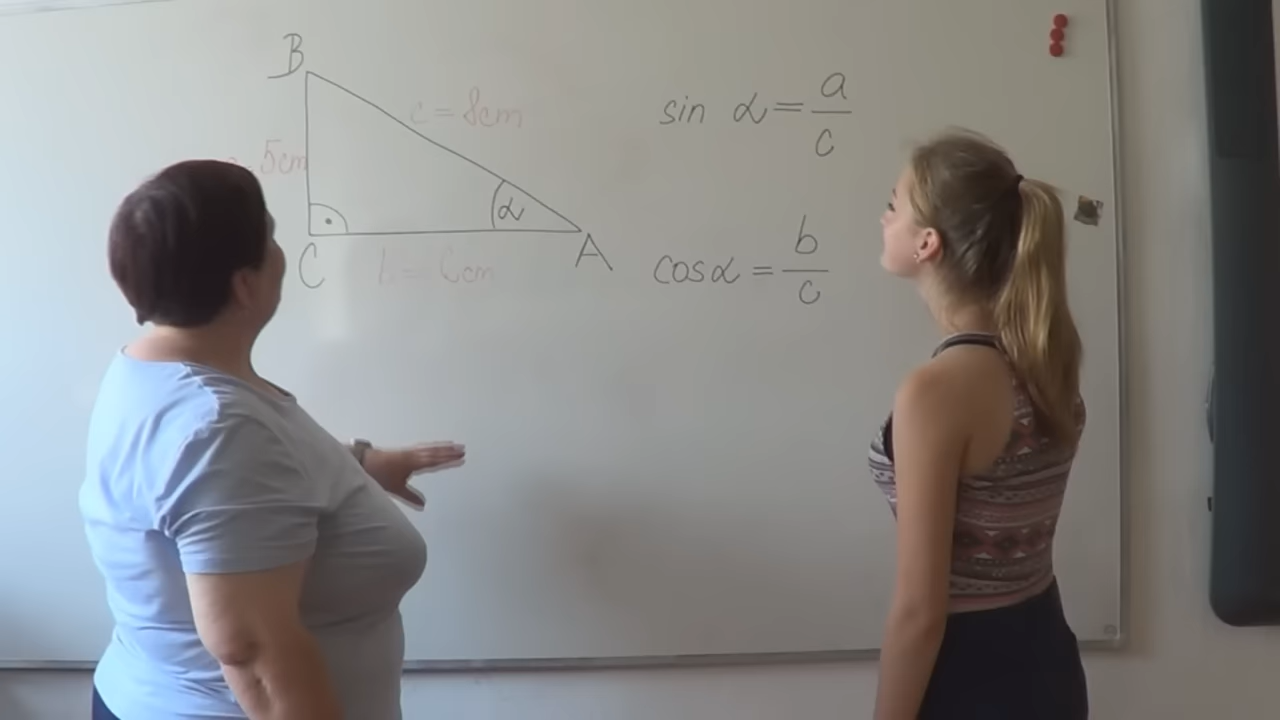 B
c = 8cm
5cm
α
C
A
b = 6cm
sin α = a/c
cos α = b/c